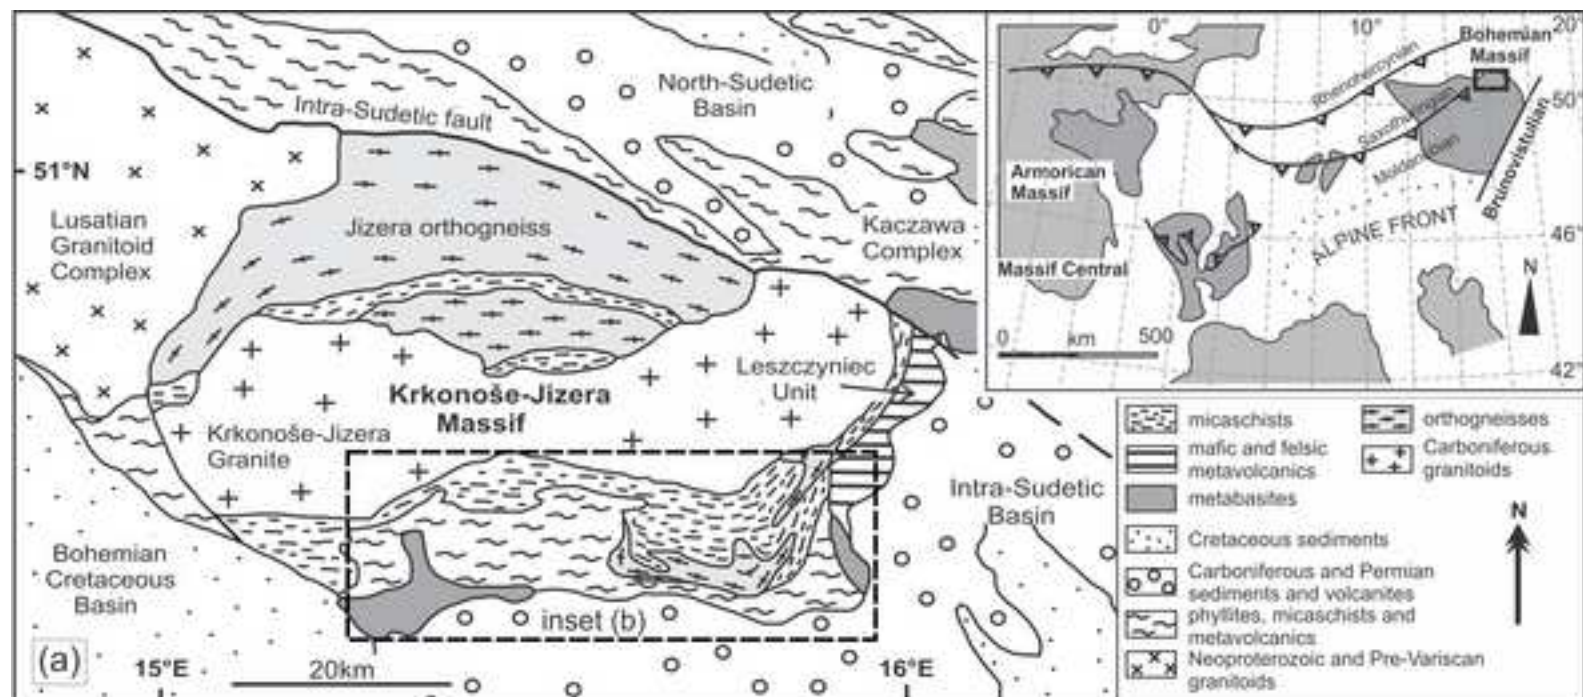 Intra-Sudetic fault
North-Sudetic
Basin
51°N
Lusatian
Granitoid
Complex
Jizera orthogneiss
Kaczawa
Complex
Leszczyniec
Unit
Krkonoše-Jizera
Massif
Krkonoše-Jizera
Granite
Intra-Sudetic
Basin
Bohemian
Cretaceous
Basin
inset (b)
(a)
15°E
20km
16°E
0°
10°
20°
Bohemian
Massif
Rhenohercynian
50°
Saxothuringian
Moldanubian
Brunovistulian
Armorican
Massif
ALPINE FRONT
46°
Massif Central
N
0
km
500
42°
micaschists
mafic and felsic
metavolcanics
metabasites
Cretaceous sediments
Carboniferous and Permian
sediments and volcanites
phyllites, micaschists and
metavolcanics
Neoproterozoic and Pre-Variscan
granitoids
orthogneisses
Carboniferous
granitoids
N